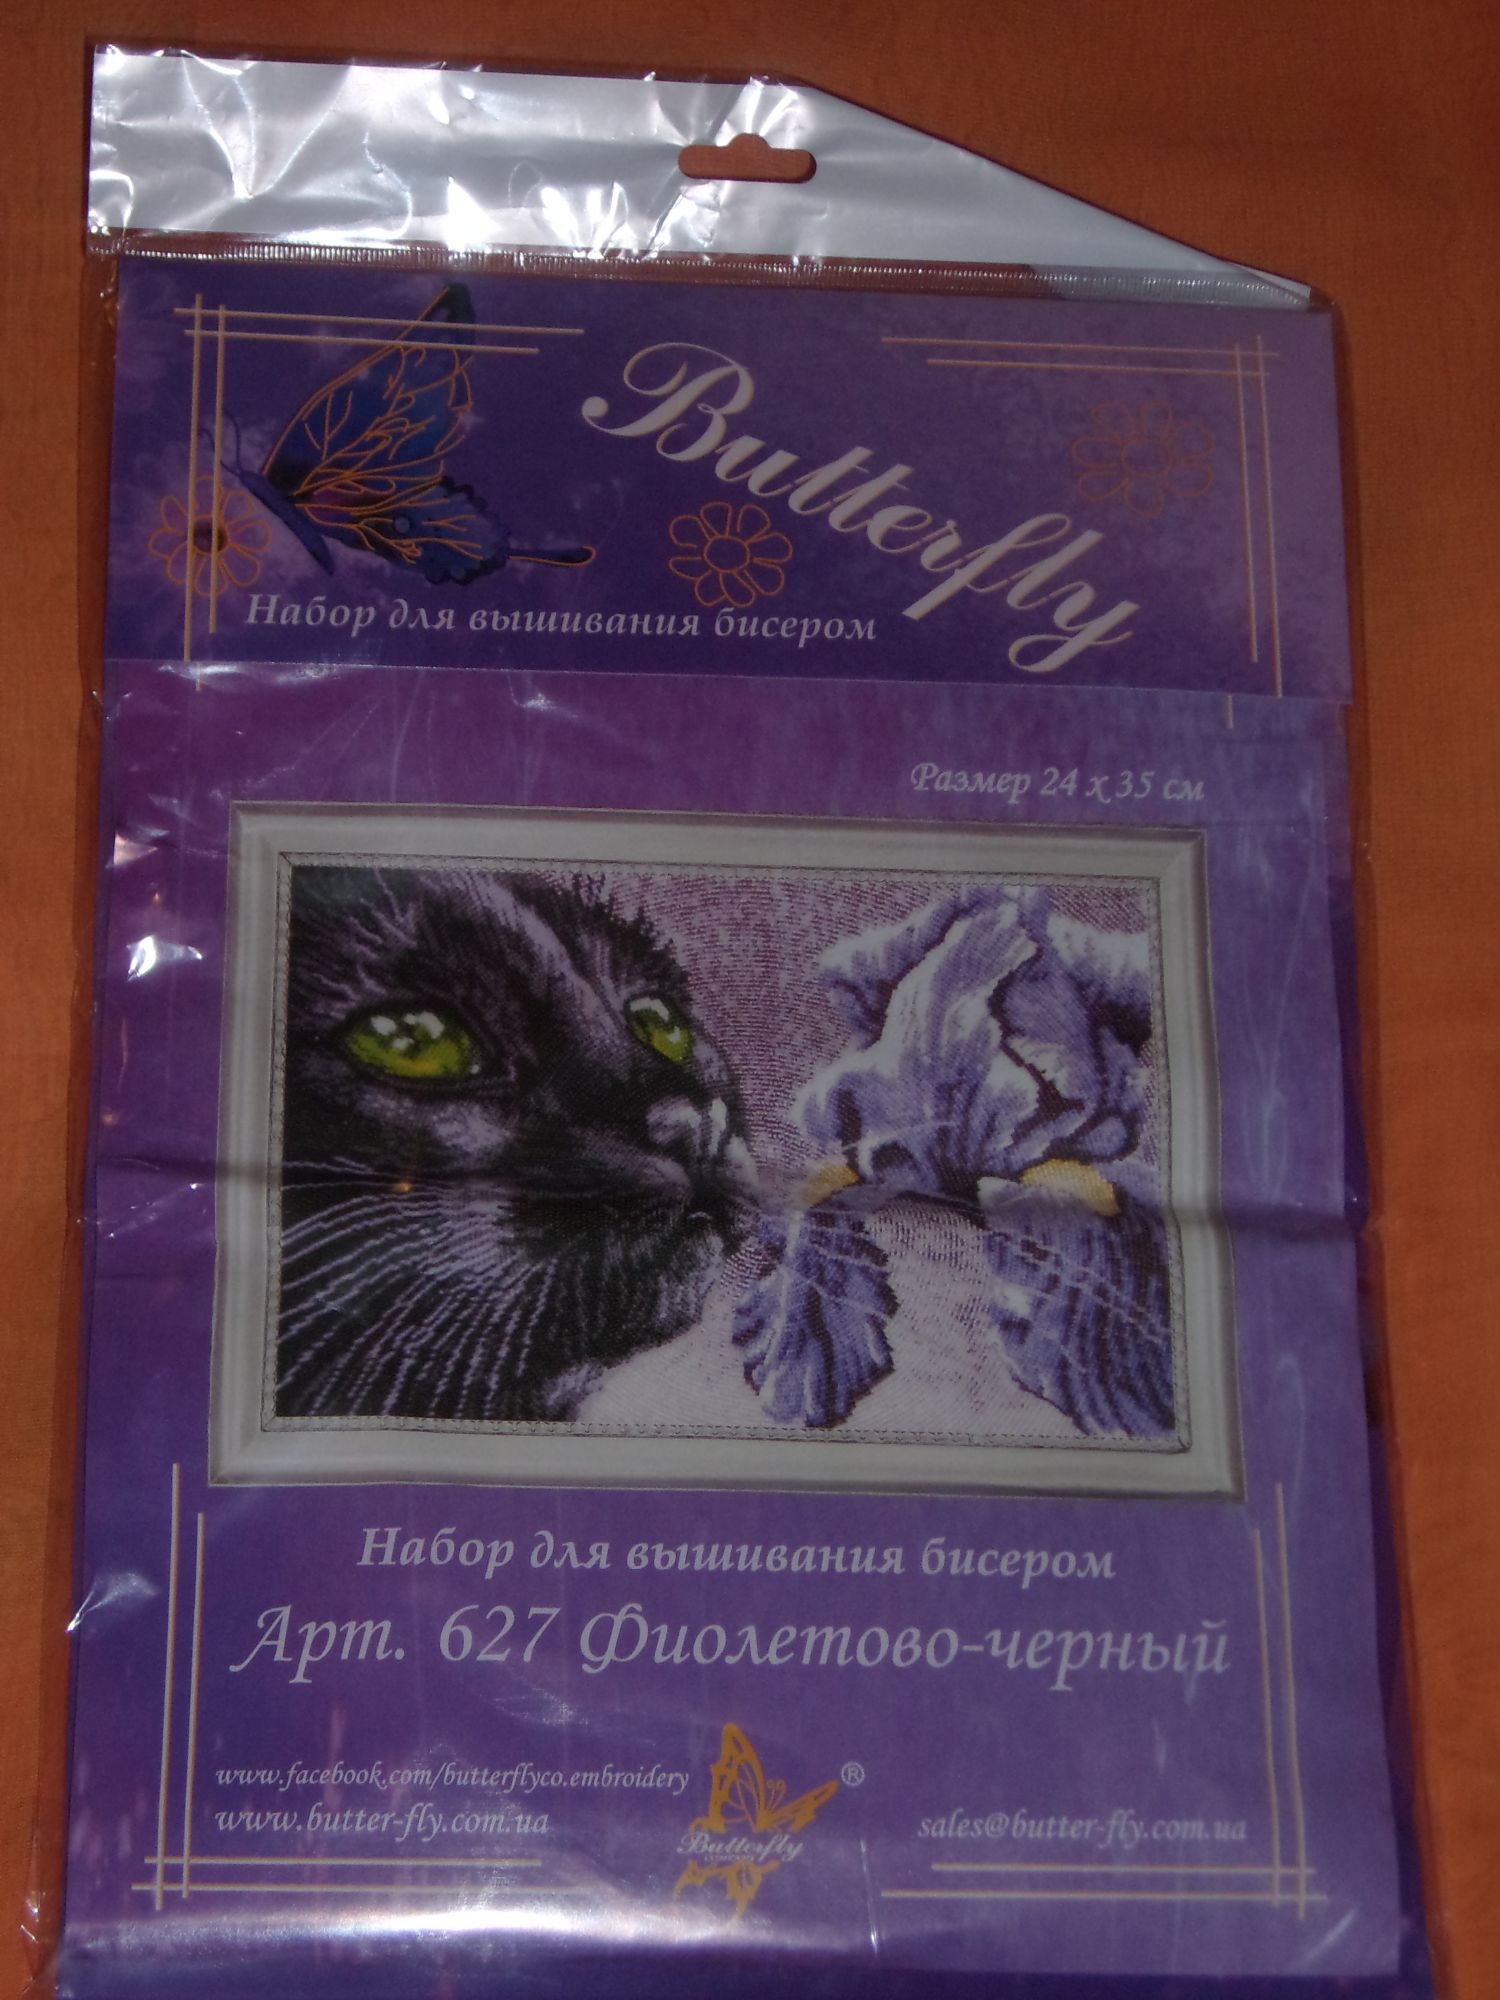 Butterfly
Набор для вышивания бисером
Размер 24 x 35 см
Набор для вышивания бисером
Арт. 627 Фиолетово-черный
www.facebook.com/butterflyco.embroidery
®
www.butter-fly.com.ua
Butterfly
sales@butter-fly.com.ua